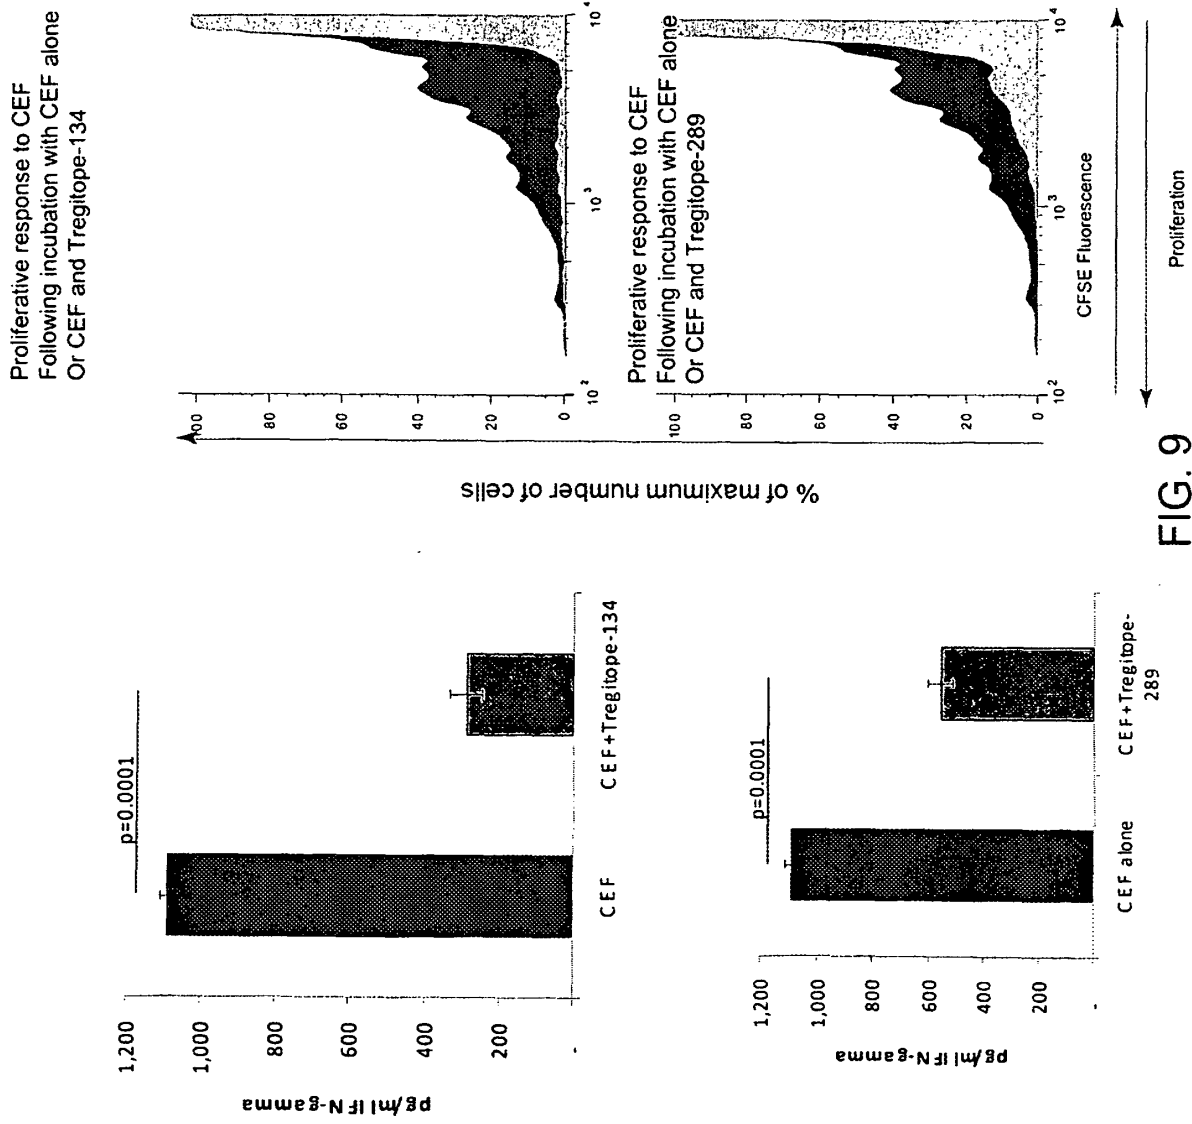 1,200
1,000
800
600
400
200
-
pg/ml IFN-gamma
p=0.0001
CEF
CEF+Tregitope-134
1,200
1,000
800
600
400
200
-
pg/ml IFN-gamma
p=0.0001
CEF alone
CEF+Tregitope-
289
Proliferative response to CEF
Following incubation with CEF alone
Or CEF and Tregitope-134
100
80
60
40
20
0
10²
10³
10⁴
% of maximum number of cells
Proliferative response to CEF
Following incubation with CEF alone
Or CEF and Tregitope-289
100
80
60
40
20
0
10²
10³
10⁴
CFSE Fluorescence
Proliferation
FIG. 9